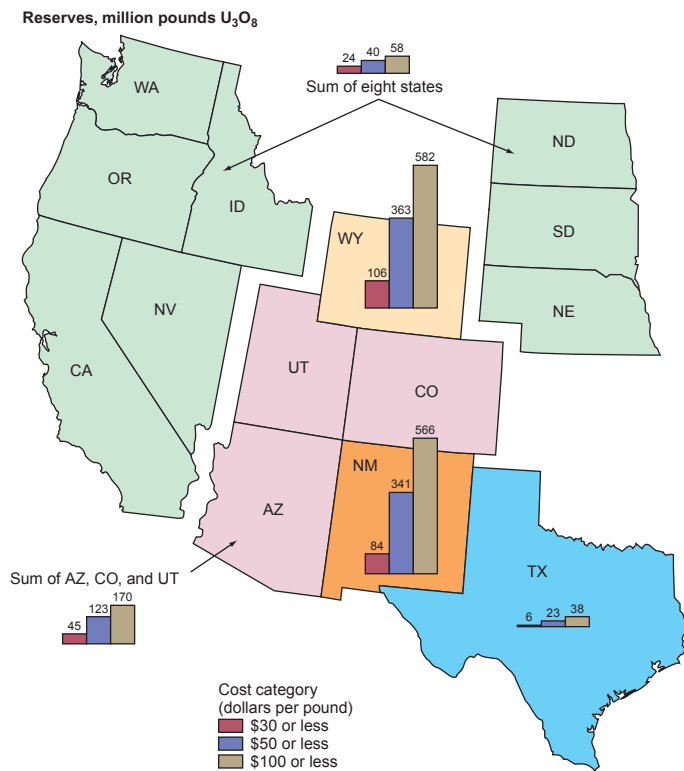 Reserves, million pounds U₃O₈
24 40 58
Sum of eight states
WA
OR
ID
NV
CA
ND
SD
NE
WY
106 363 582
UT
CO
AZ
NM
84 341 566
TX
6 23 38
Sum of AZ, CO, and UT
45 123 170
Cost category
(dollars per pound)
$30 or less
$50 or less
$100 or less